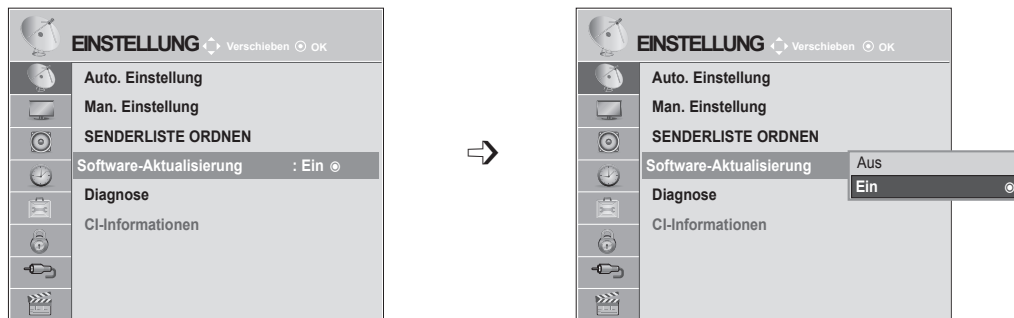 EINSTELLUNG Verschieben OK
Auto. Einstellung
Man. Einstellung
SENDERLISTE ORDNEN
Software-Aktualisierung : Ein
Diagnose
CI-Informationen
EINSTELLUNG Verschieben OK
Auto. Einstellung
Man. Einstellung
SENDERLISTE ORDNEN
Software-Aktualisierung
Aus
Ein
Diagnose
CI-Informationen